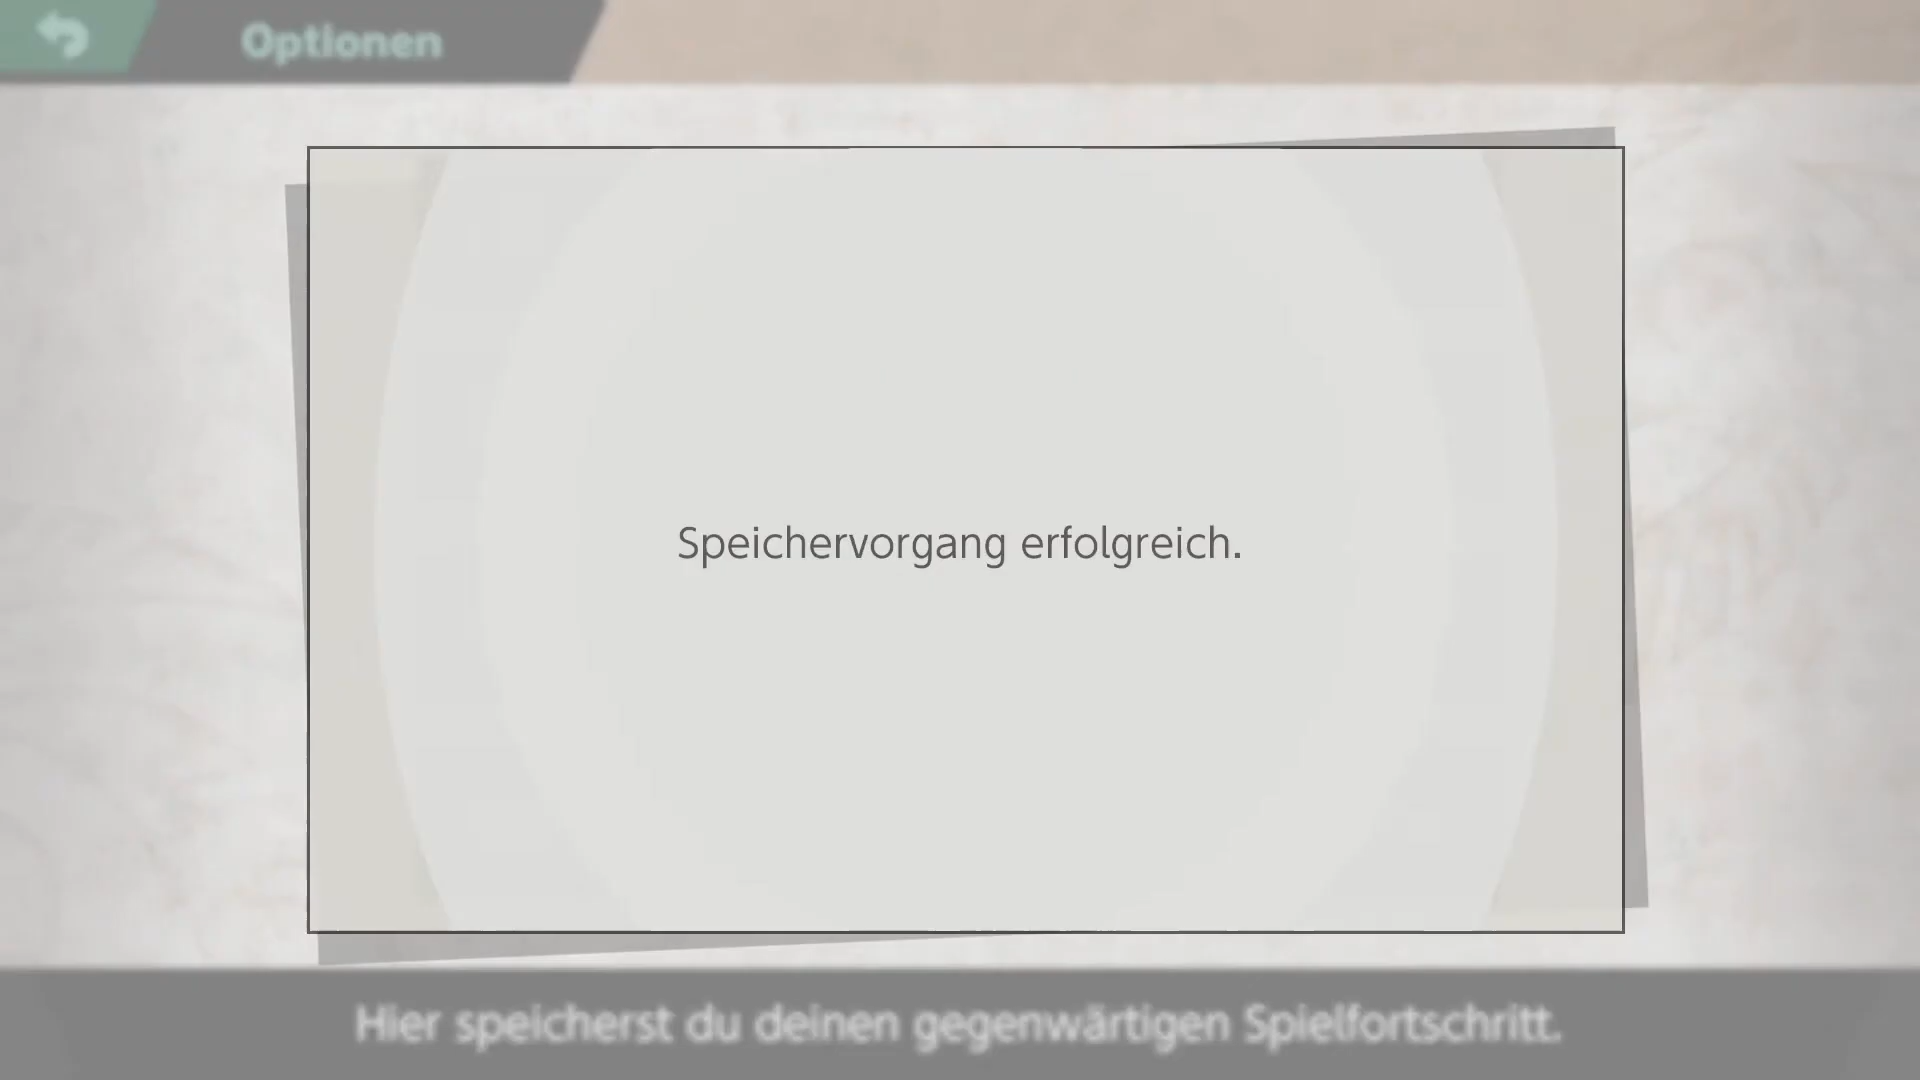 Optionen
Speichervorgang erfolgreich.
Hier speicherst du deinen gegenwärtigen Spielfortschritt.